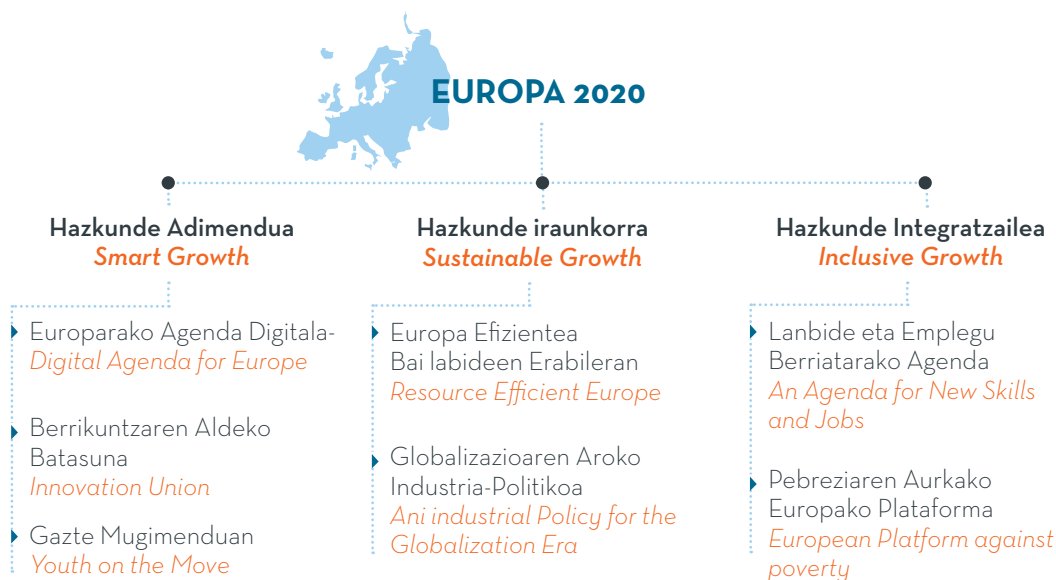 EUROPA 2020
Hazkunde Adimendua
Smart Growth
Europarako Agenda Digitala-
Digital Agenda for Europe
Berrikuntzaren Aldeko
Batasuna
Innovation Union
Gazte Mugimenduan
Youth on the Move
Hazkunde iraunkorra
Sustainable Growth
Europa Efizientea
Bai labideen Erabileran
Resource Efficient Europe
Globalizazioaren Aroko
Industria-Politikoa
Ani industrial Policy for the
Globalization Era
Hazkunde Integratzailea
Inclusive Growth
Lanbide eta Emplegu
Berriatarako Agenda
An Agenda for New Skills
and Jobs
Pebreziaren Aurkako
Europako Plataforma
European Platform against
poverty